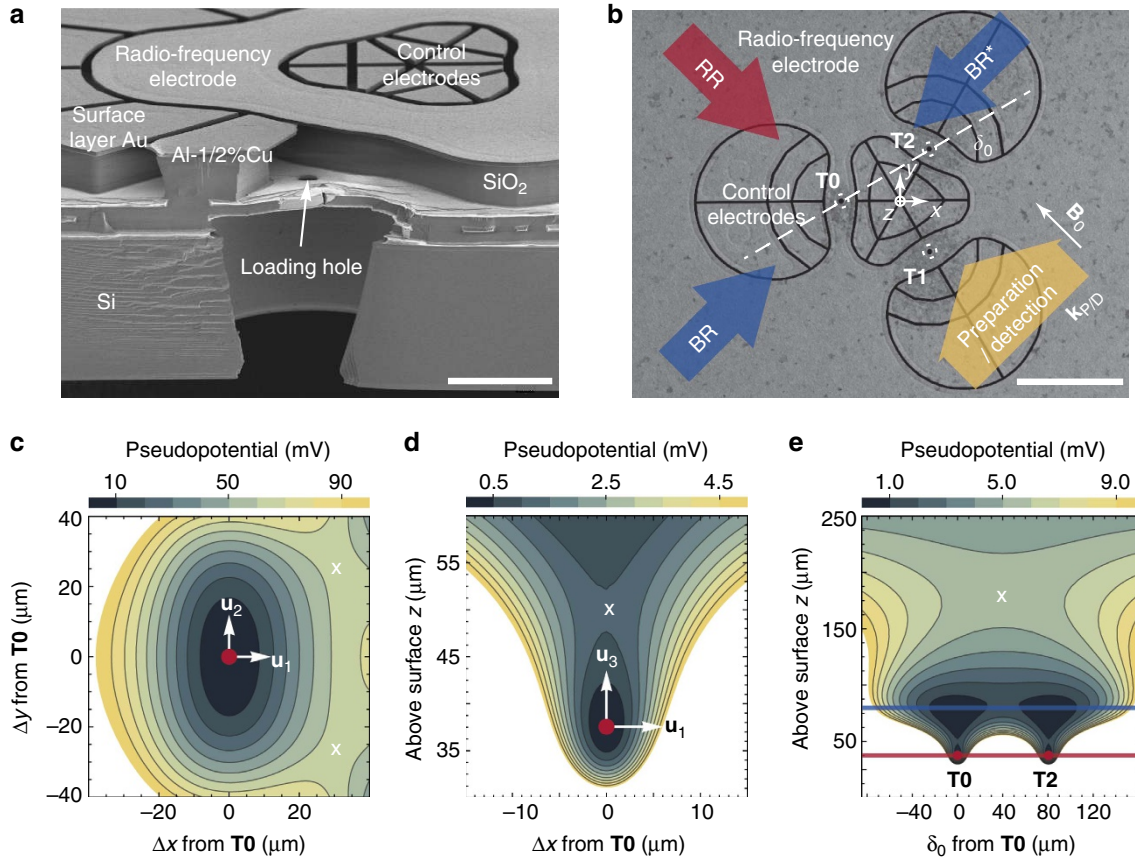 a
Radio-frequency
electrode
Control
electrodes
Surface
layer Au
Al-1/2%Cu
SiO2
Loading hole
Si
b
Radio-frequency
electrode
RR
BR*
T2
δ0
T0
y
Control
electrodes
z
x
B0
T1
BR
Preparation
/ detection
kP/D
c
Pseudopotential (mV)
10 50 90
40
20
0
−20
−40
Δy from T0 (μm)
u2
u1
x
x
−20 0 20
Δx from T0 (μm)
d
Pseudopotential (mV)
0.5 2.5 4.5
55
45
35
Above surface z (μm)
x
u3
u1
−10 0 10
Δx from T0 (μm)
e
Pseudopotential (mV)
1.0 5.0 9.0
250
150
50
Above surface z (μm)
x
T0 T2
−40 0 40 80 120
δ0 from T0 (μm)